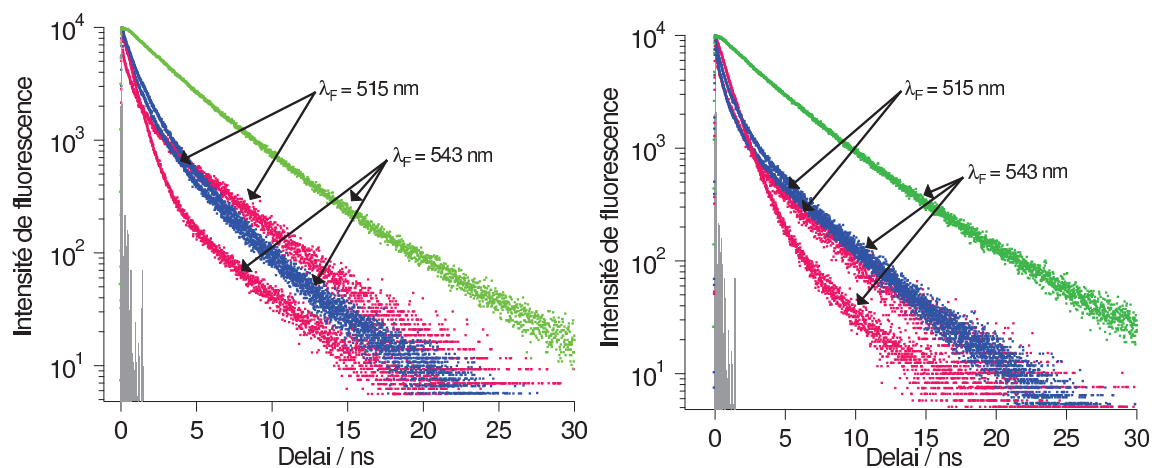 Intensité de fluorescence
10⁴
10³
10²
10¹
λF = 515 nm
λF = 543 nm
0 5 10 15 20 25 30
Delai / ns
Intensité de fluorescence
10⁴
10³
10²
10¹
λF = 515 nm
λF = 543 nm
0 5 10 15 20 25 30
Delai / ns